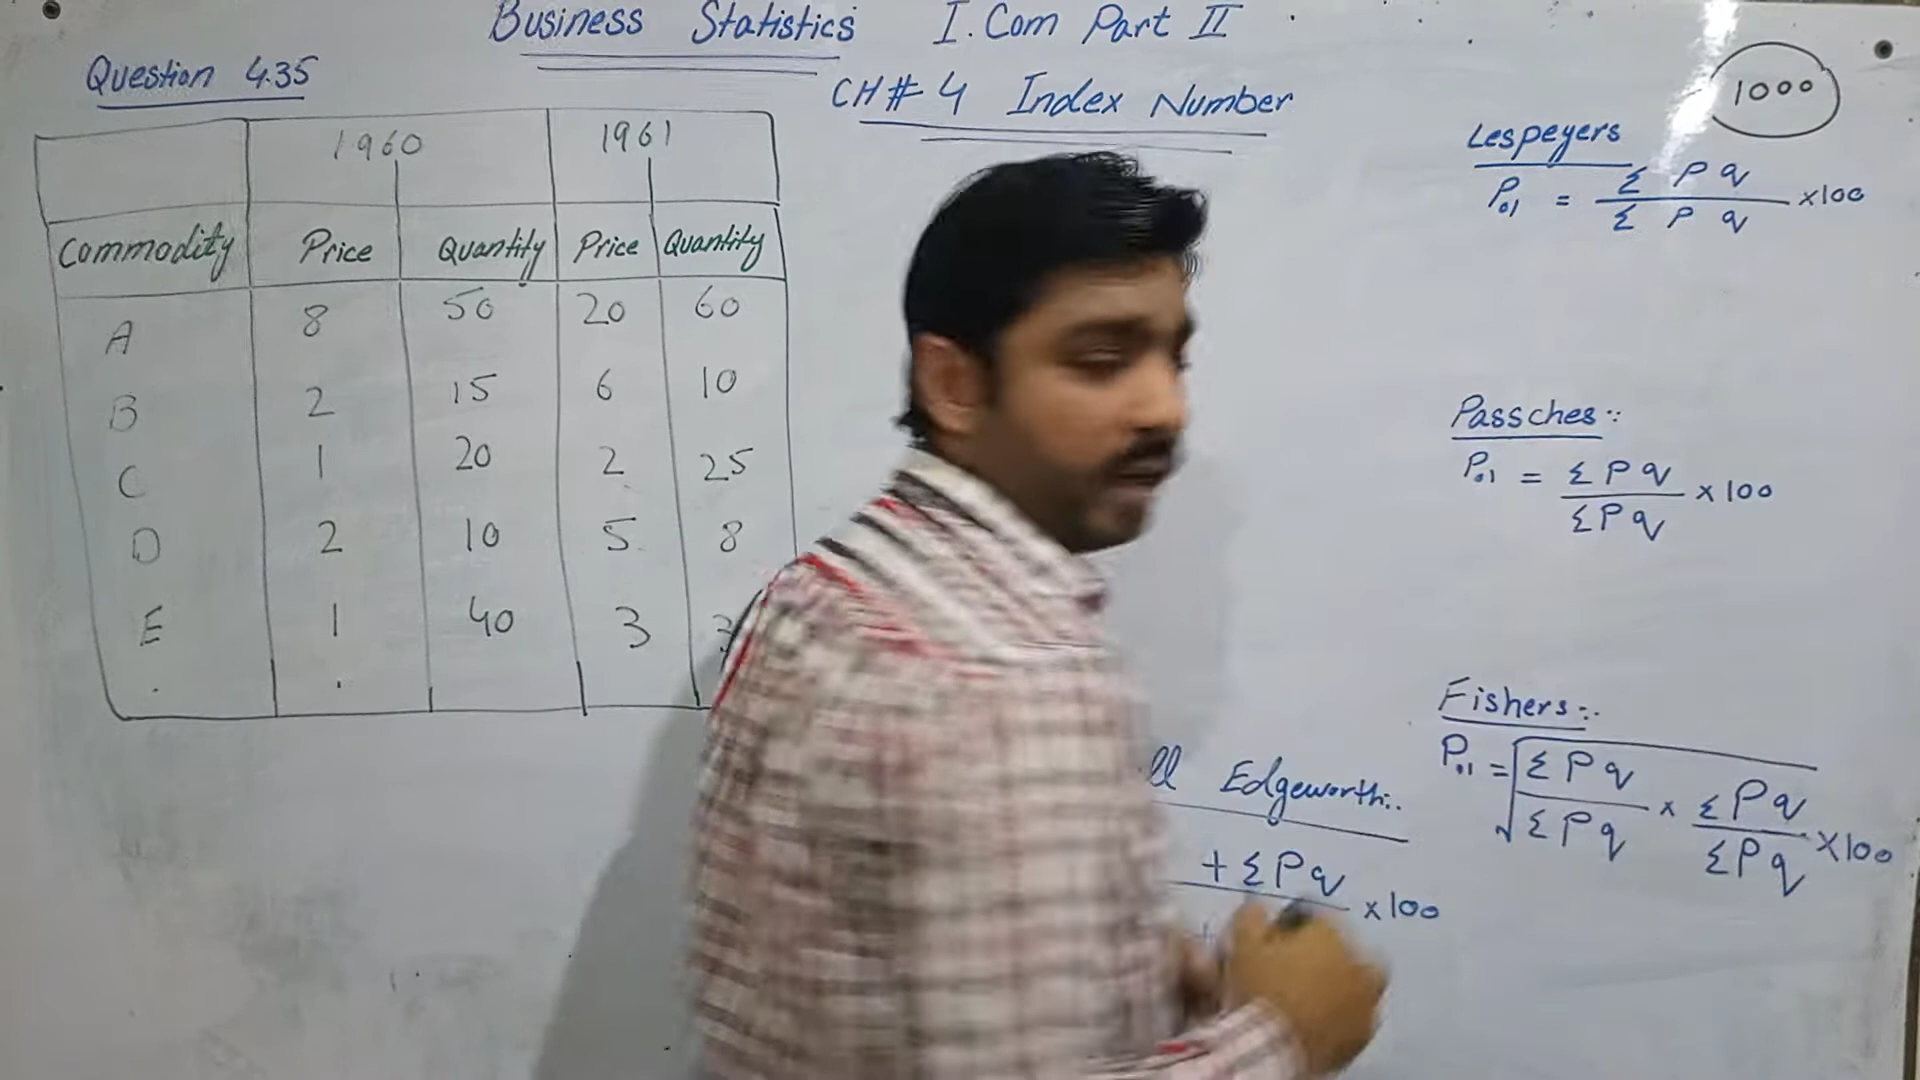 Business Statistics I.Com Part II
Question 4.35
CH# 4 Index Number
1000
1960 1961
Commodity Price Quantity Price Quantity
A 8 50 20 60
B 2 15 6 10
C 1 20 2 25
D 2 10 5 8
E 1 40 3
Lespeyers
P01 = Σ P q / Σ P q ×100
Passches:
P01 = Σ P q / Σ P q ×100
Edgeworth:.
+ Σ P q ×100
+
Fishers:.
P01 = √ Σ P q / Σ P q × Σ P q / Σ P q ×100